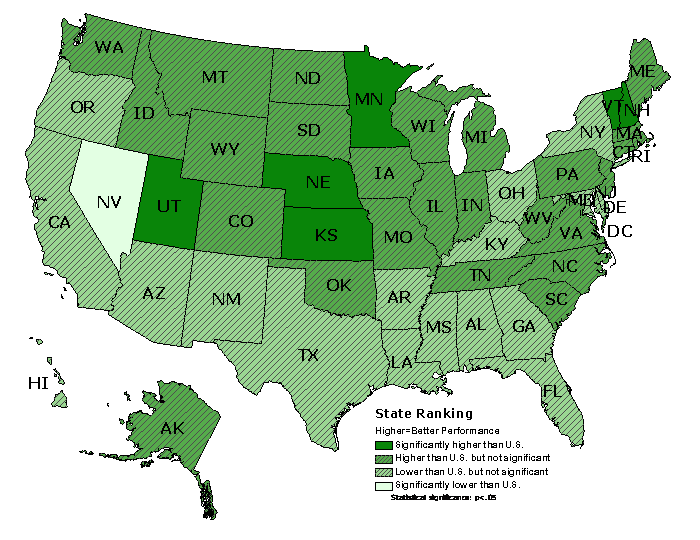 WA
MT
ND
MN
ME
OR
ID
SD
WI
MI
VT
NH
NY
MA
CT
RI
WY
IA
PA
NJ
NE
OH
MD
DE
NV
UT
CO
IL
IN
WV
VA
DC
CA
KS
MO
KY
NC
AZ
NM
OK
AR
TN
SC
MS
AL
GA
TX
LA
FL
HI
AK
State Ranking
Higher=Better Performance
Significantly higher than U.S.
Higher than U.S. but not significant
Lower than U.S. but not significant
Significantly lower than U.S.
Statistical significance: p<.05